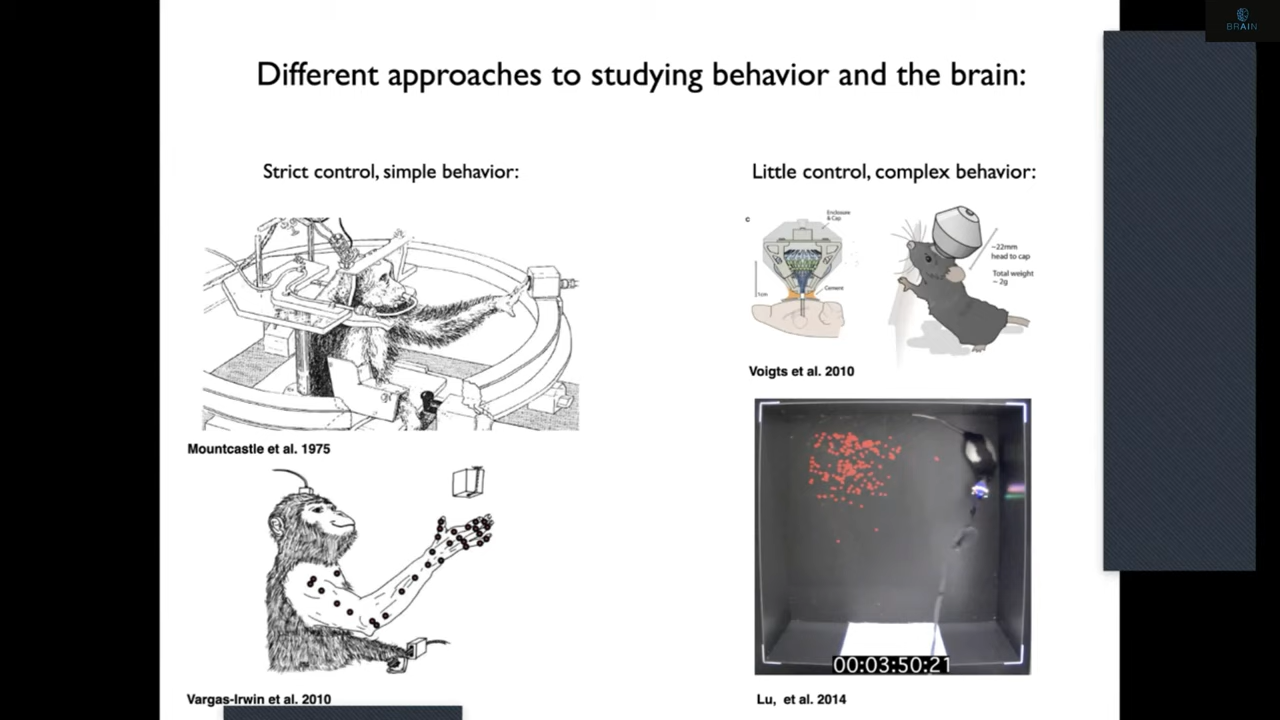 BRAIN
Different approaches to studying behavior and the brain:
Strict control, simple behavior:
Mountcastle et al. 1975
Vargas-Irwin et al. 2010
Little control, complex behavior:
c
Enclosure
& Cap
Cement
1cm
~22mm
head to cap
Total weight
~ 2g
Voigts et al. 2010
00:03:50:21
Lu, et al. 2014